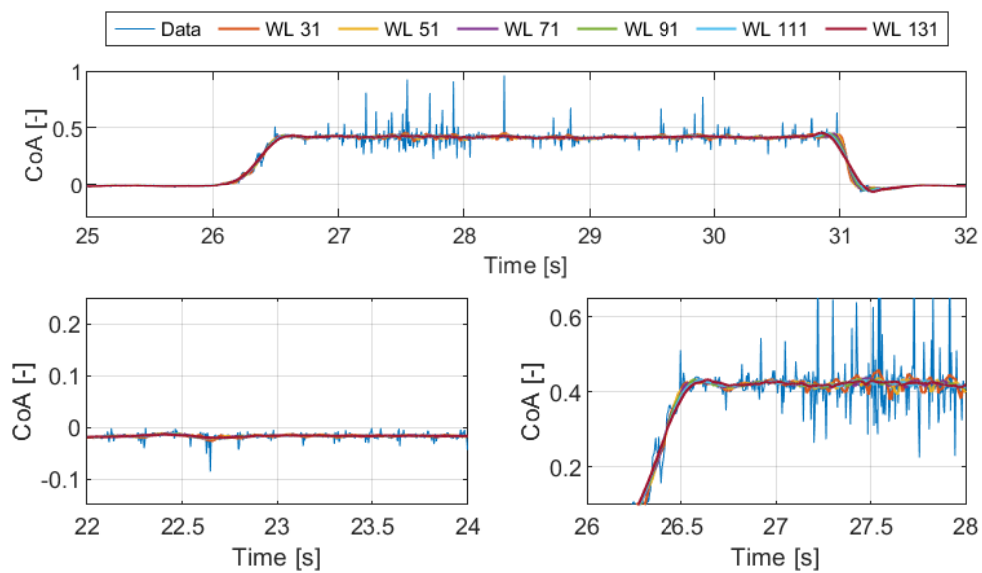 Data WL 31 WL 51 WL 71 WL 91 WL 111 WL 131
1
0.5
0
CoA [-]
25 26 27 28 29 30 31 32
Time [s]
0.2
0.1
0
-0.1
CoA [-]
22 22.5 23 23.5 24
Time [s]
0.6
0.4
0.2
CoA [-]
26 26.5 27 27.5 28
Time [s]